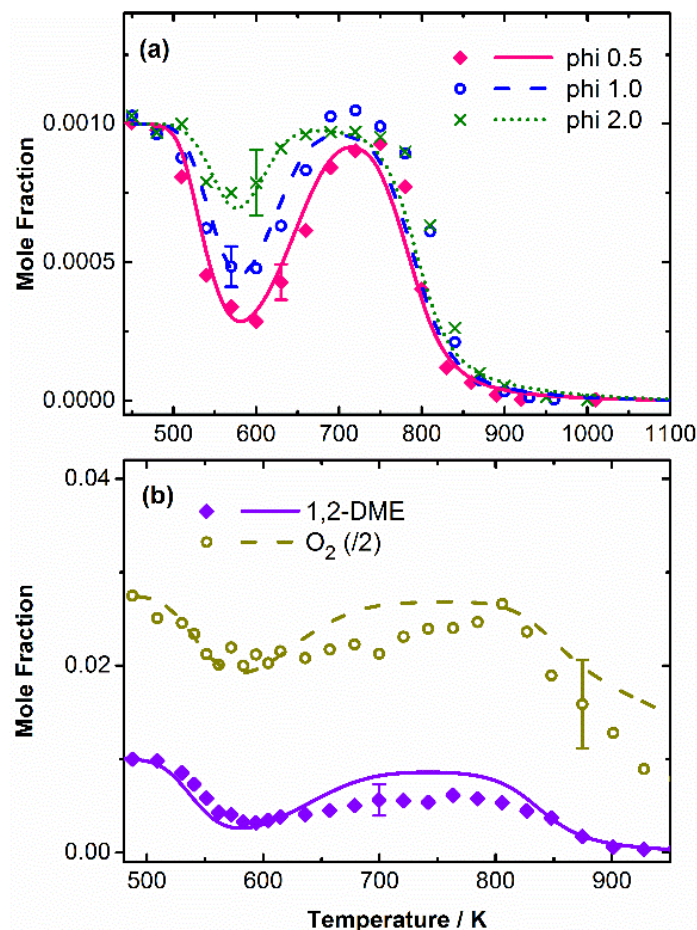 (a)
phi 0.5
phi 1.0
phi 2.0
0.0010
0.0005
0.0000
Mole Fraction
500 600 700 800 900 1000 1100
(b)
1,2-DME
O₂ (/2)
0.04
0.02
0.00
Mole Fraction
500 600 700 800 900
Temperature / K